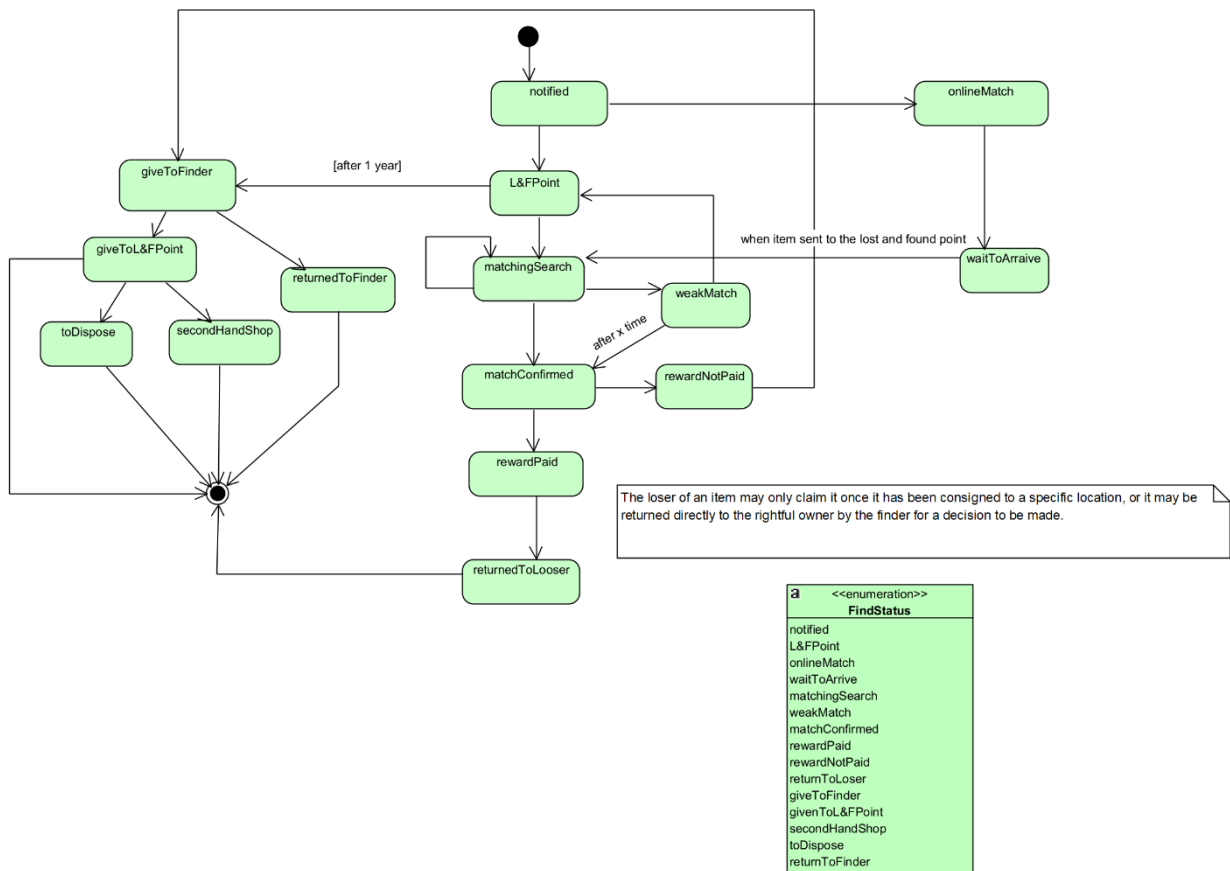 notified
onlineMatch
giveToFinder
[after 1 year]
L&FPoint
giveToL&FPoint
returnedToFinder
matchingSearch
when item sent to the lost and found point
waitToArraive
weakMatch
toDispose
secondHandShop
after x time
matchConfirmed
rewardNotPaid
rewardPaid
returnedToLooser
The loser of an item may only claim it once it has been consigned to a specific location, or it may be
returned directly to the rightful owner by the finder for a decision to be made.
a <<enumeration>>
FindStatus
notified
L&FPoint
onlineMatch
waitToArrive
matchingSearch
weakMatch
matchConfirmed
rewardPaid
rewardNotPaid
returnToLoser
giveToFinder
givenToL&FPoint
secondHandShop
toDispose
returnToFinder